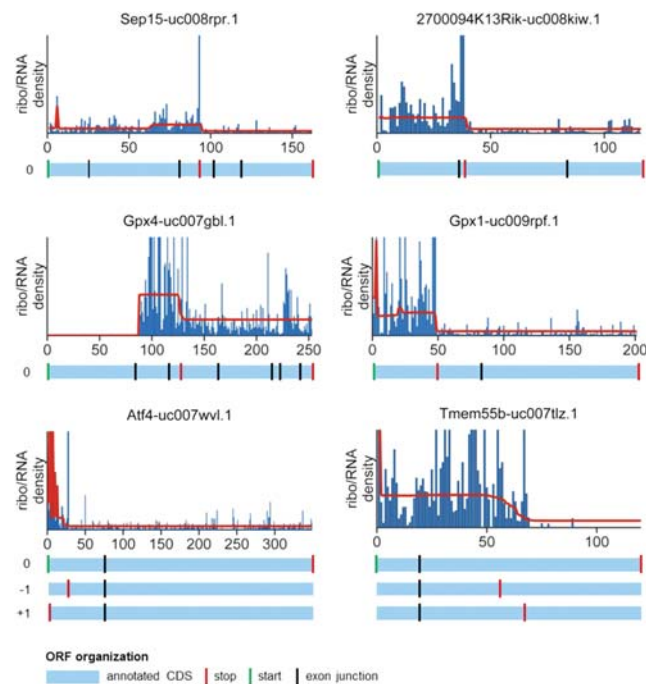 Sep15-uc008rpr.1
2700094K13Rik-uc008kiw.1
ribo/RNA
density
0 50 100 150
ribo/RNA
density
0 50 100
0
Gpx4-uc007gbl.1
Gpx1-uc009rpf.1
ribo/RNA
density
0 50 100 150 200 250
ribo/RNA
density
0 50 100 150 200
0
Atf4-uc007wvl.1
Tmem55b-uc007tlz.1
ribo/RNA
density
0 50 100 150 200 250 300
ribo/RNA
density
0 50 100
0
-1
+1
ORF organization
annotated CDS stop start exon junction